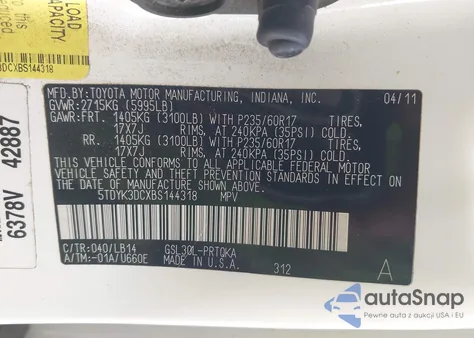 LOAD
CAPACITY
DCXBS144318
6378V 42887
MFD.BY:TOYOTA MOTOR MANUFACTURING, INDIANA, INC. 04/11
GVWR:2715KG (5995LB)
GAWR:FRT. 1405KG (3100LB) WITH P235/60R17 TIRES,
17X7J RIMS, AT 240KPA (35PSI) COLD.
RR. 1405KG (3100LB) WITH P235/60R17 TIRES,
17X7J RIMS, AT 240KPA (35PSI) COLD.
THIS VEHICLE CONFORMS TO ALL APPLICABLE FEDERAL MOTOR
VEHICLE SAFETY, BUMPER, AND THEFT PREVENTION STANDARDS IN
EFFECT ON THE DATE OF MANUFACTURE SHOWN ABOVE.
5TDYK3DCXBS144318 MPV
C/TR:040/LB14 GSL30L-PRTQKA
A/TM:-01A/U660E MADE IN U.S.A. 312 A
autoSnap
Pewne auta z aukcji USA i EU